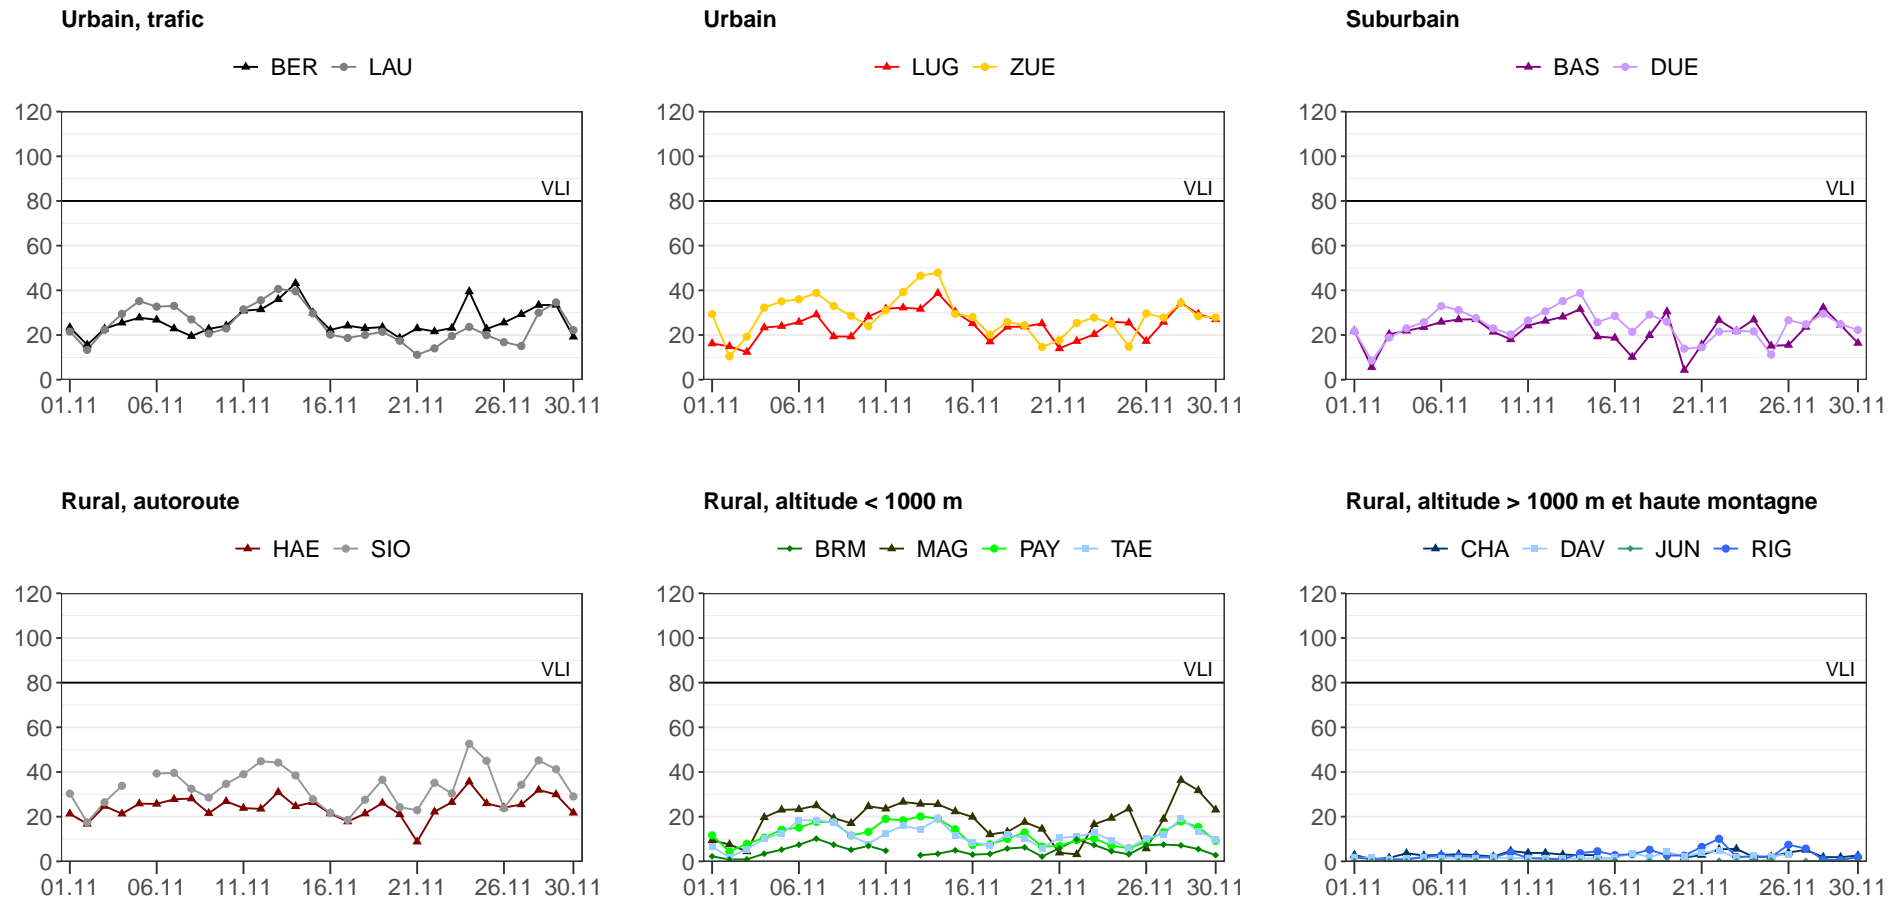 Urbain, trafic
BER LAU
120
100
80
60
40
20
0
VLI
01.11 06.11 11.11 16.11 21.11 26.11 30.11
Urbain
LUG ZUE
120
100
80
60
40
20
0
VLI
01.11 06.11 11.11 16.11 21.11 26.11 30.11
Suburbain
BAS DUE
120
100
80
60
40
20
0
VLI
01.11 06.11 11.11 16.11 21.11 26.11 30.11
Rural, autoroute
HAE SIO
120
100
80
60
40
20
0
VLI
01.11 06.11 11.11 16.11 21.11 26.11 30.11
Rural, altitude < 1000 m
BRM MAG PAY TAE
120
100
80
60
40
20
0
VLI
01.11 06.11 11.11 16.11 21.11 26.11 30.11
Rural, altitude > 1000 m et haute montagne
CHA DAV JUN RIG
120
100
80
60
40
20
0
VLI
01.11 06.11 11.11 16.11 21.11 26.11 30.11